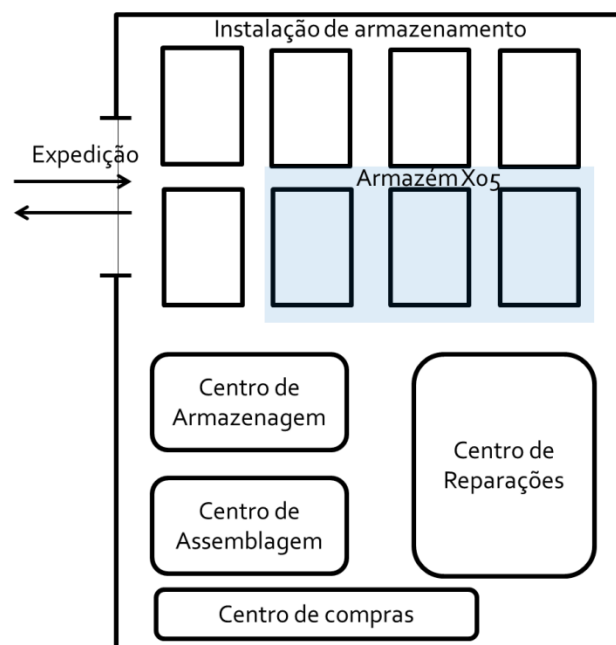 Instalação de armazenamento
Expedição
Armazém X05
Centro de
Armazenagem
Centro de
Reparações
Centro de
Assemblagem
Centro de compras